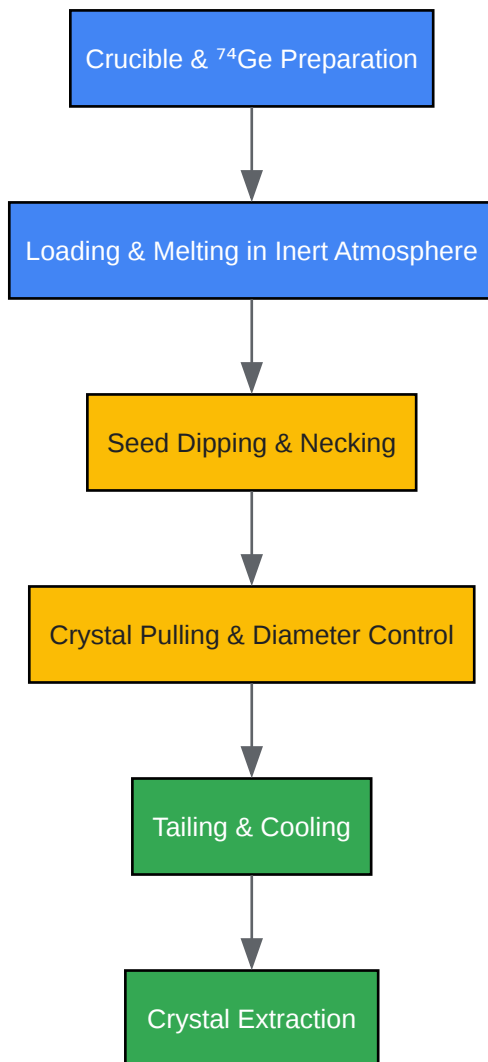 Crucible & ⁷⁴Ge Preparation
Loading & Melting in Inert Atmosphere
Seed Dipping & Necking
Crystal Pulling & Diameter Control
Tailing & Cooling
Crystal Extraction